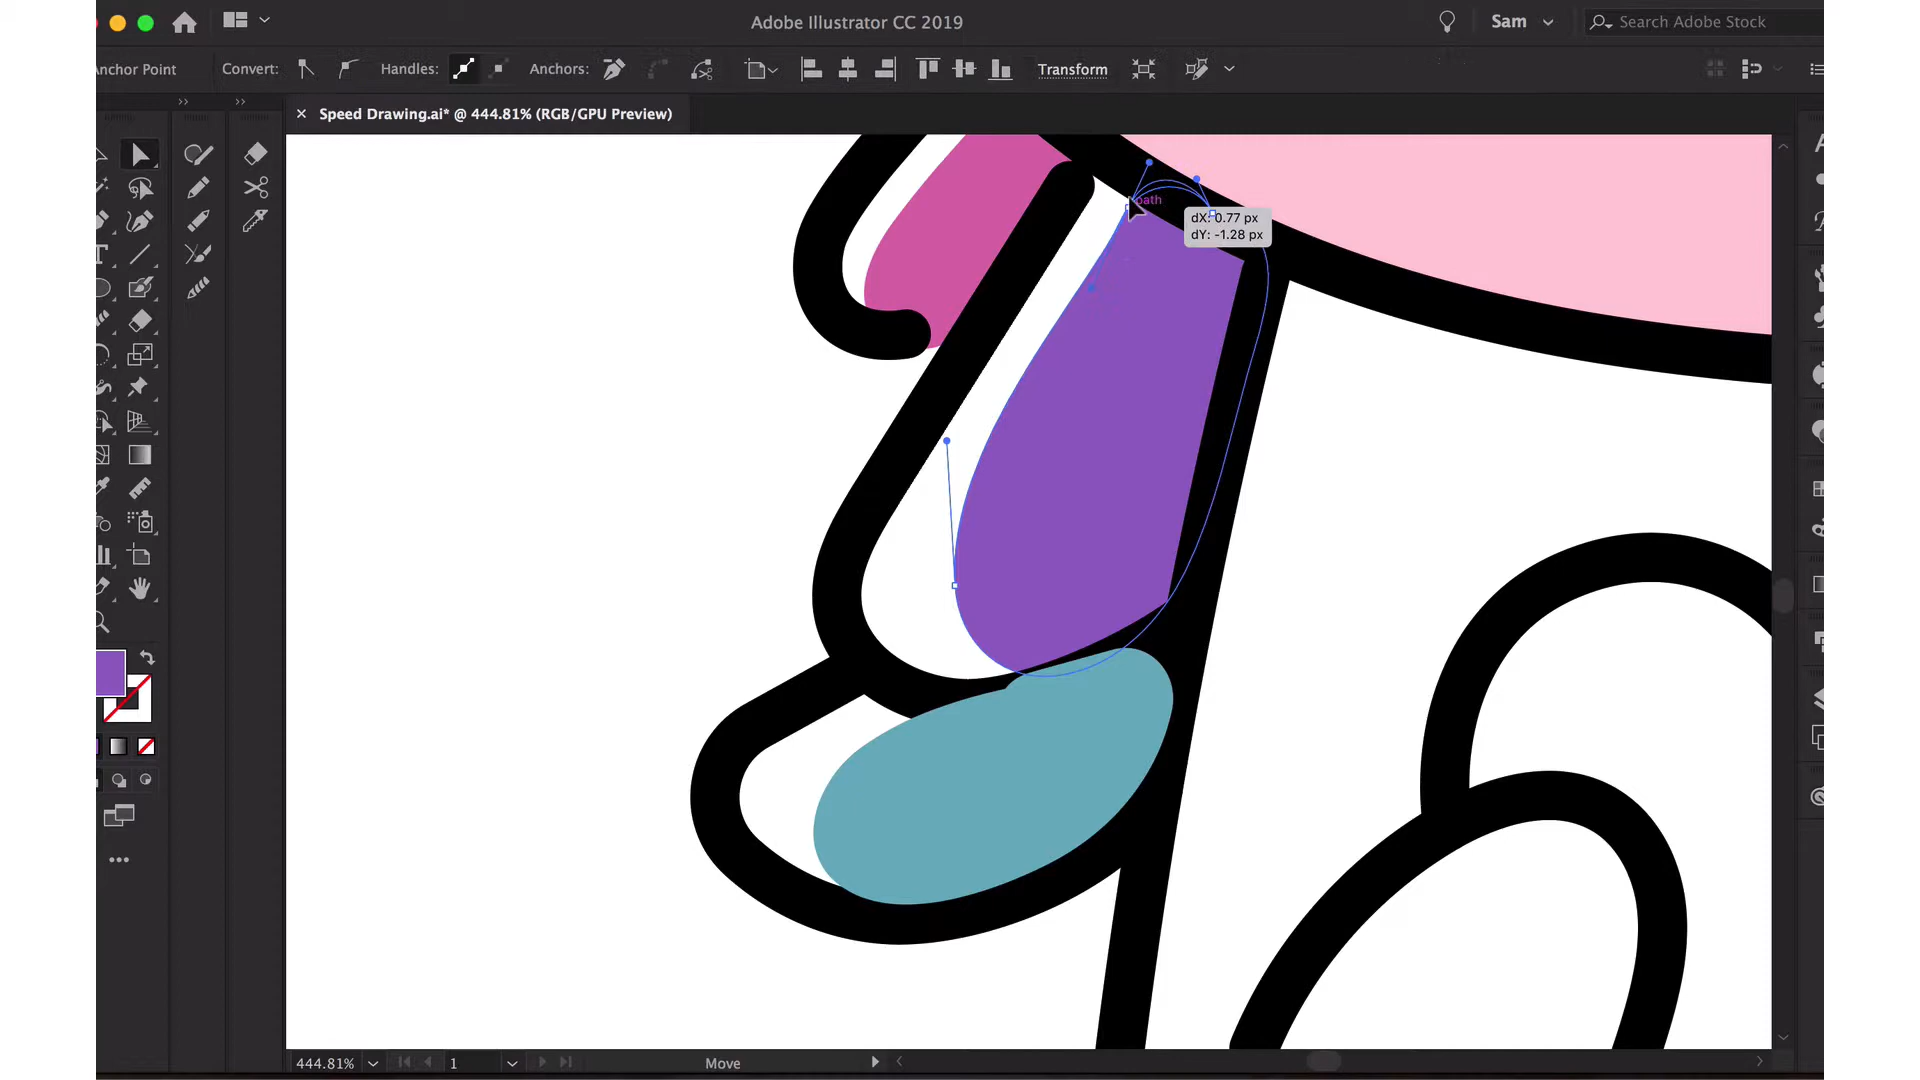 Adobe Illustrator CC 2019
Sam
Search Adobe Stock
Anchor Point
Convert:
Handles:
Anchors:
Transform
× Speed Drawing.ai* @ 444.81% (RGB/GPU Preview)
path
dX: 0.77 px
dY: -1.28 px
444.81%
1
Move